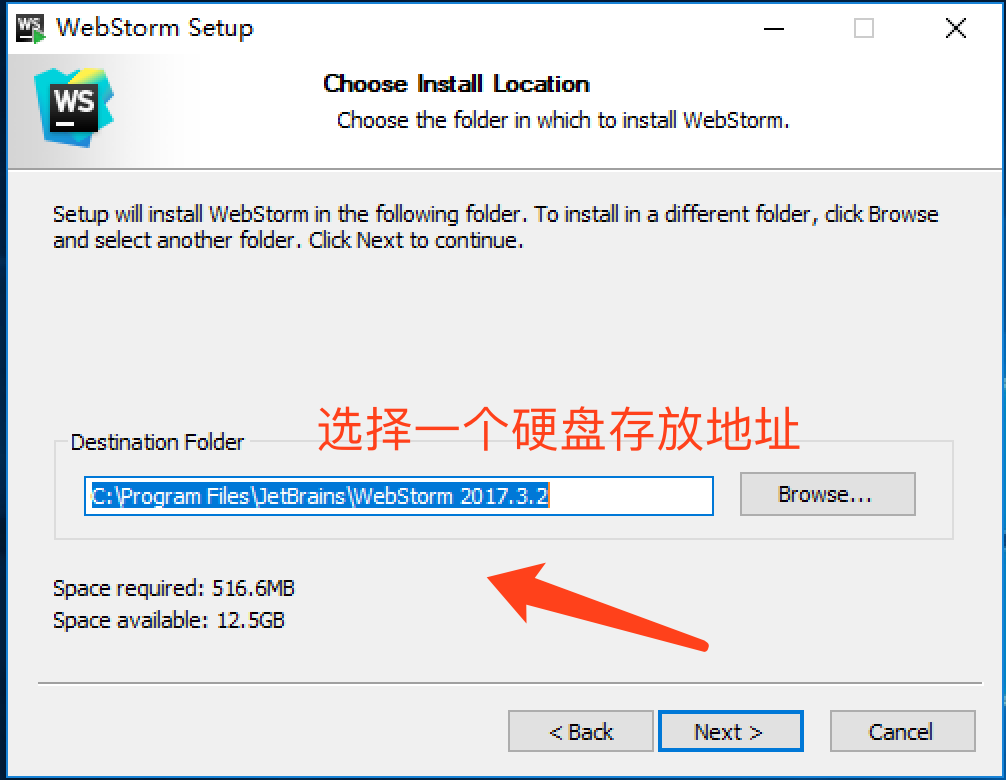 WS
WebStorm Setup
WS
Choose Install Location
Choose the folder in which to install WebStorm.
Setup will install WebStorm in the following folder. To install in a different folder, click Browse
and select another folder. Click Next to continue.
选择一个硬盘存放地址
Destination Folder
C:\Program Files\JetBrains\WebStorm 2017.3.2
Browse...
Space required: 516.6MB
Space available: 12.5GB
< Back
Next >
Cancel